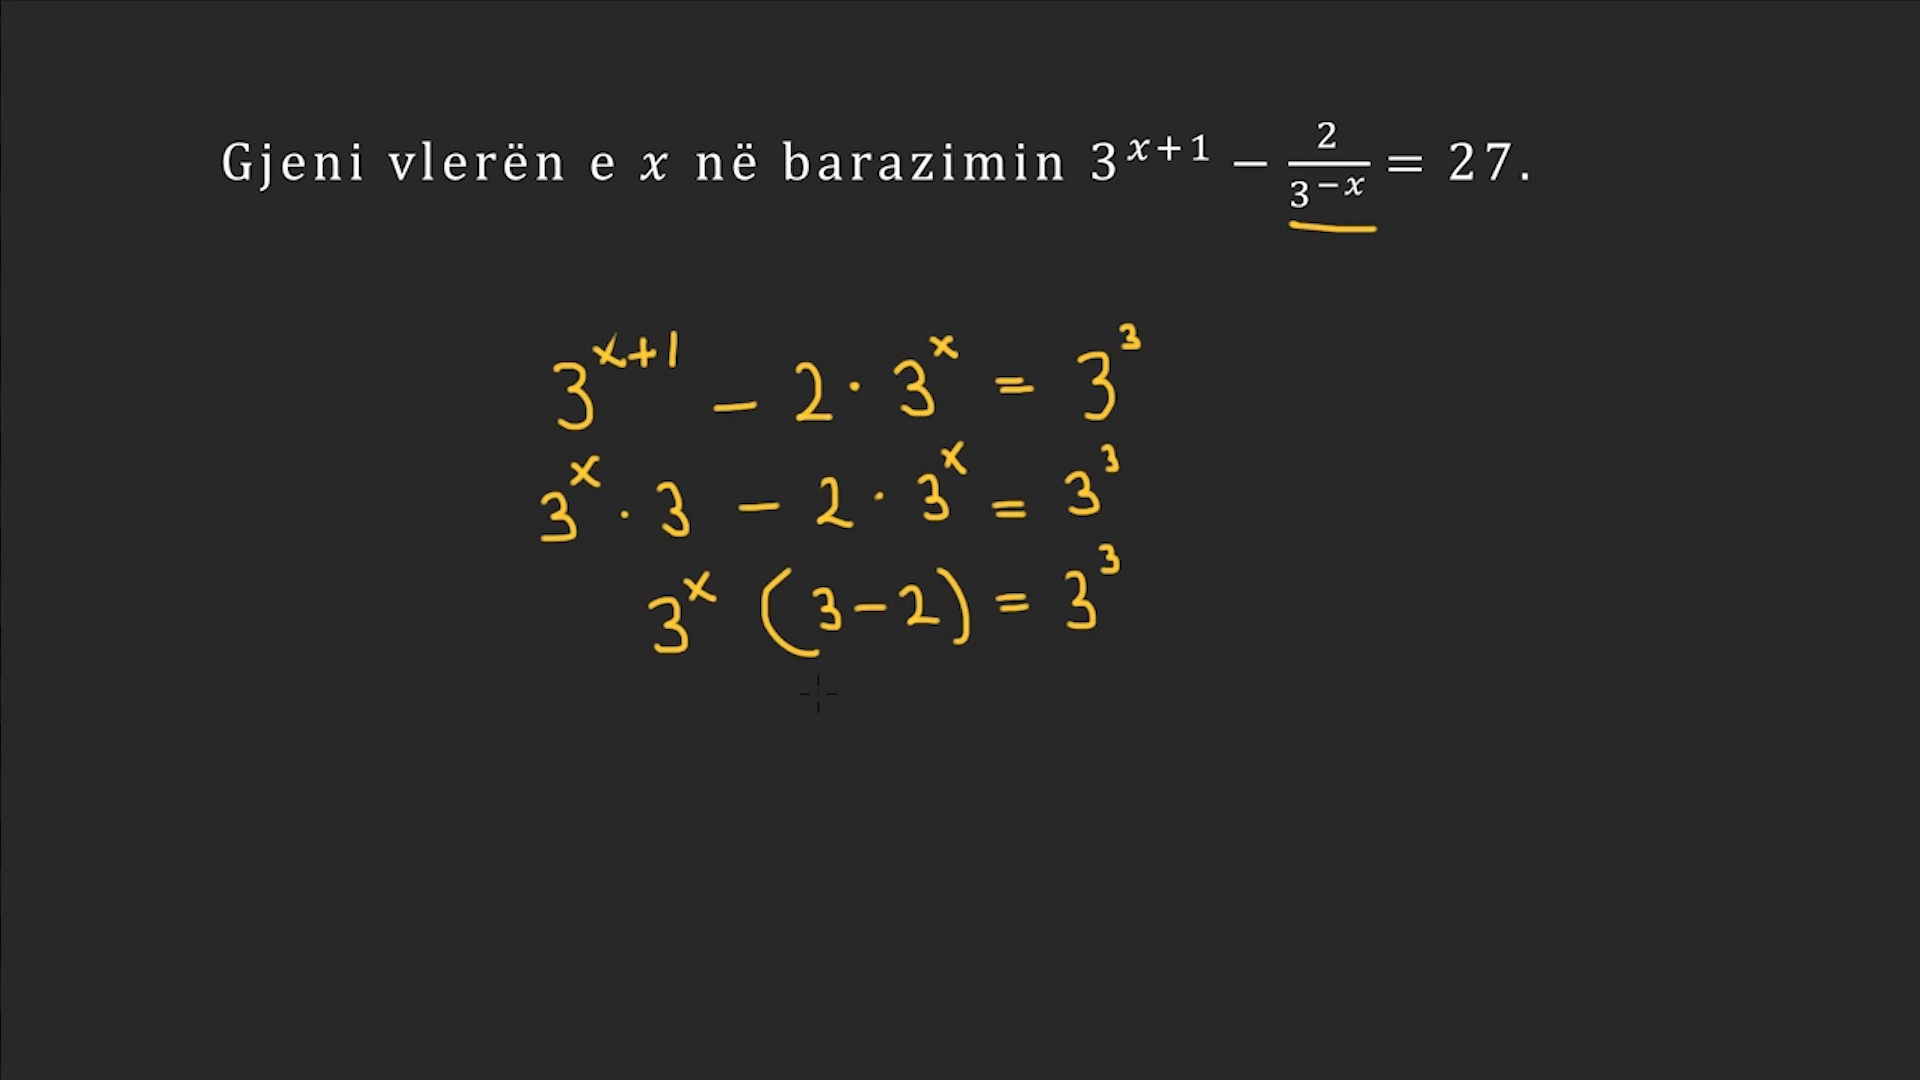 Gjeni vlerën e x në barazimin 3^{x+1} − \frac{2}{3^{−x}} = 27.
3^{x+1} − 2 · 3^x = 3^3
3^x · 3 − 2 · 3^x = 3^3
3^x (3 − 2) = 3^3